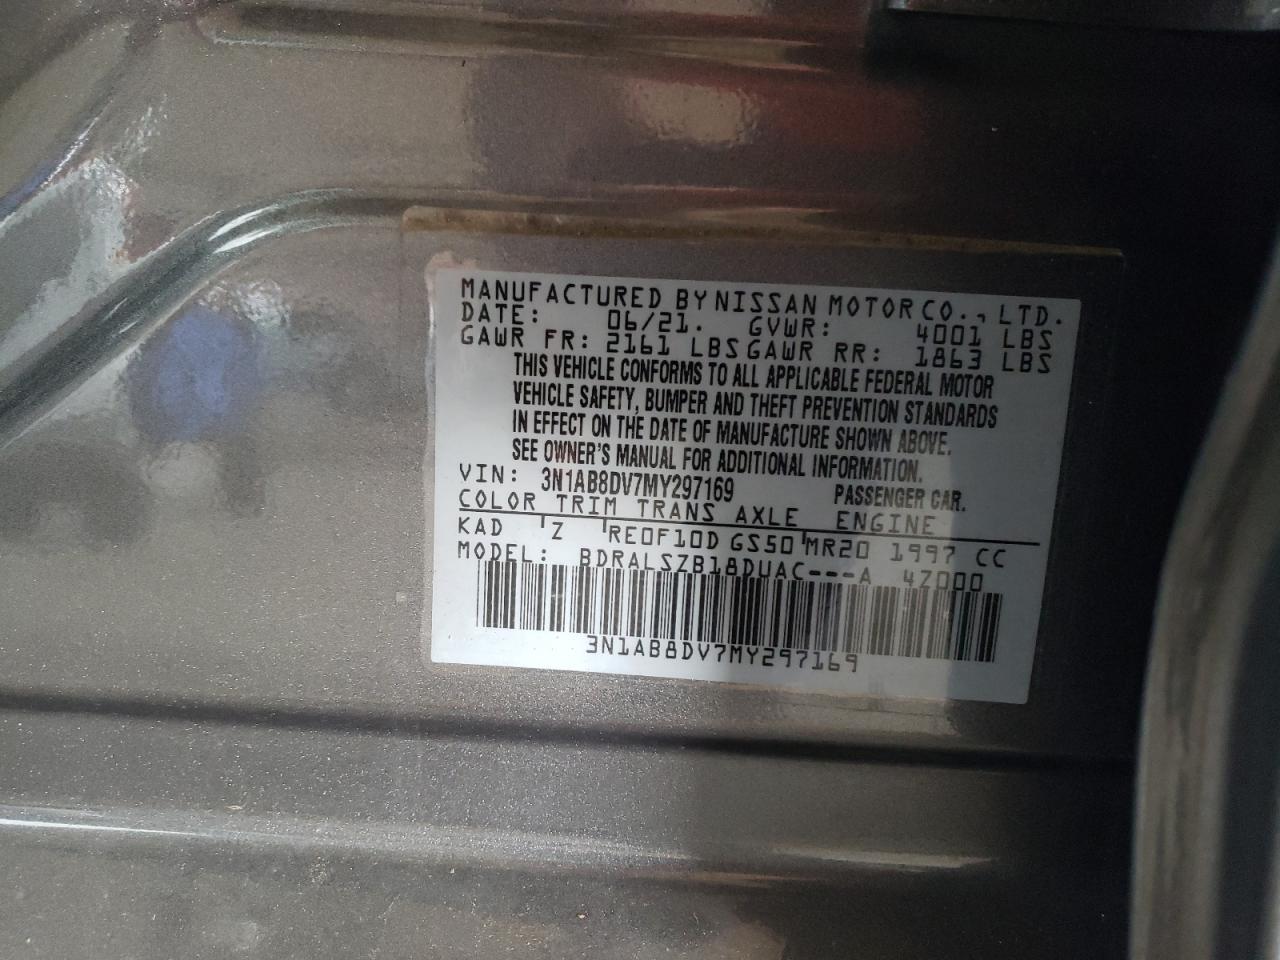 MANUFACTURED BY NISSAN MOTOR CO., LTD.
DATE: 06/21. GVWR: 4001 LBS
GAWR FR: 2161 LBS GAWR RR: 1863 LBS
THIS VEHICLE CONFORMS TO ALL APPLICABLE FEDERAL MOTOR
VEHICLE SAFETY, BUMPER AND THEFT PREVENTION STANDARDS
IN EFFECT ON THE DATE OF MANUFACTURE SHOWN ABOVE.
SEE OWNER'S MANUAL FOR ADDITIONAL INFORMATION.
VIN: 3N1AB8DV7MY297169 PASSENGER CAR.
COLOR TRIM TRANS AXLE ENGINE
KAD Z RE0F10D GS50 MR20 1997 CC
MODEL: BDRALSZB18DUAC---A 4Z000
3N1AB8DV7MY297169